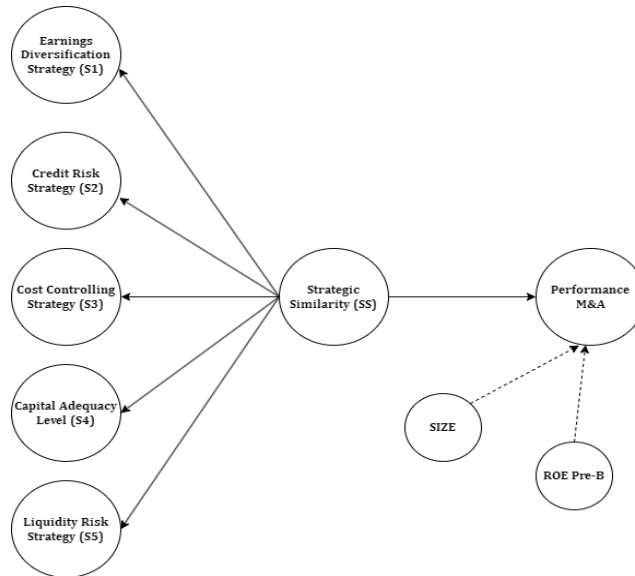 Earnings
Diversification
Strategy (S1)
Credit Risk
Strategy (S2)
Cost Controlling
Strategy (S3)
Capital Adequacy
Level (S4)
Liquidity Risk
Strategy (S5)
Strategic
Similarity (SS)
Performance
M&A
SIZE
ROE Pre-B